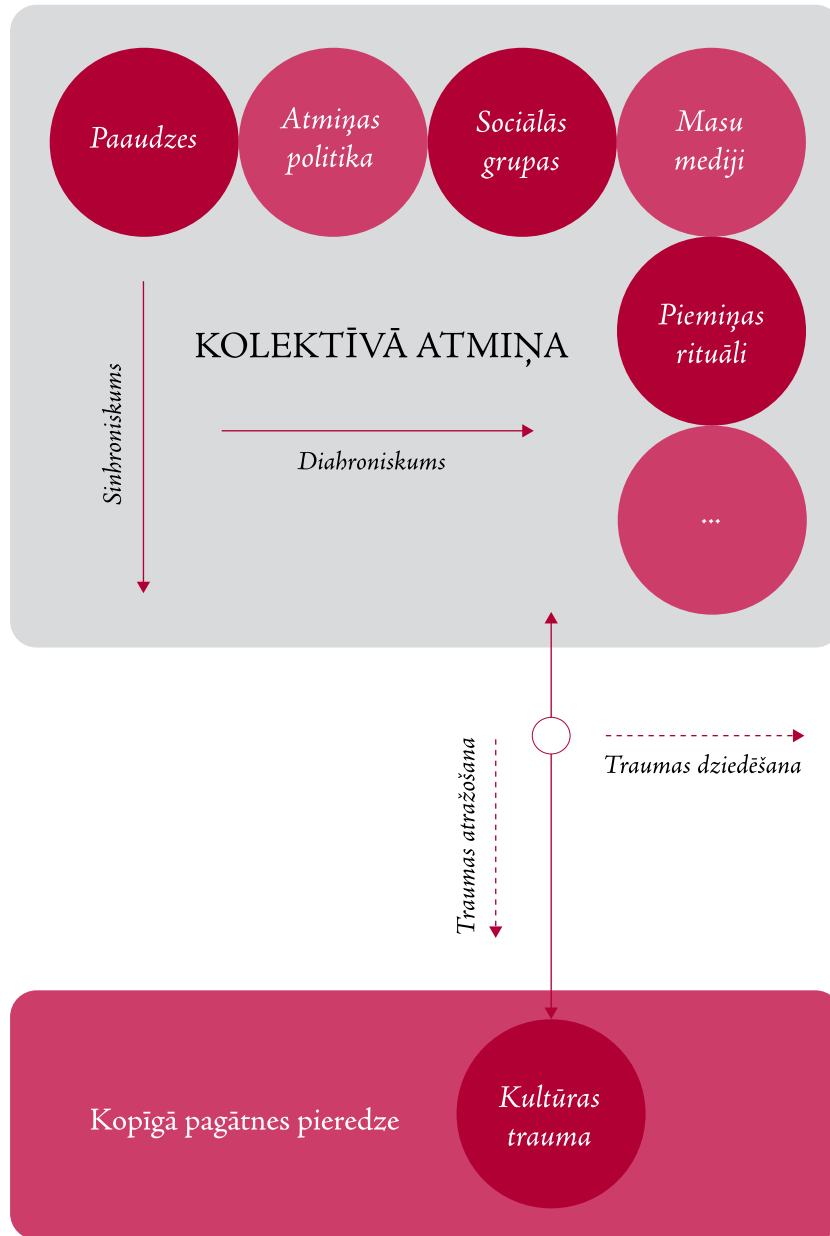 Paaudzes
Atmiņas
politika
Sociālās
grupas
Masu
mediji
Piemiņas
rituāli
...
KOLEKTĪVĀ ATMIŅA
Sinhroniskums
Diahroniskums
Traumas atražošana
Traumas dziedēšana
Kopīgā pagātnes pieredze
Kultūras
trauma